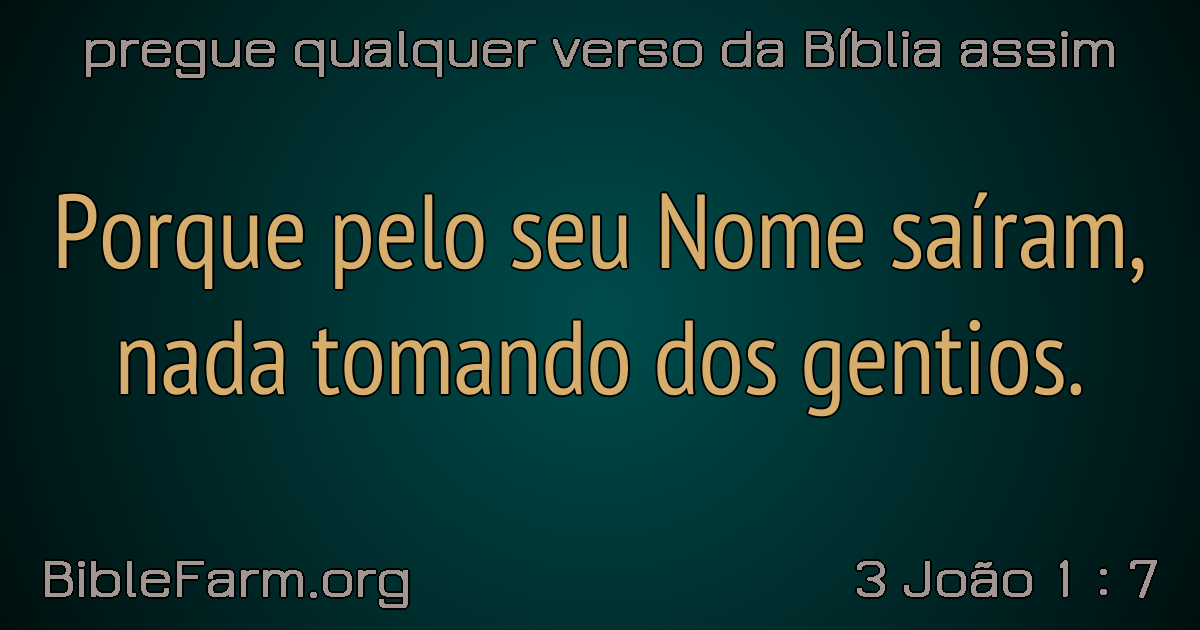 pregue qualquer verso da Bíblia assim
Porque pelo seu Nome saíram,
nada tomando dos gentios.
BibleFarm.org
3 João 1 : 7